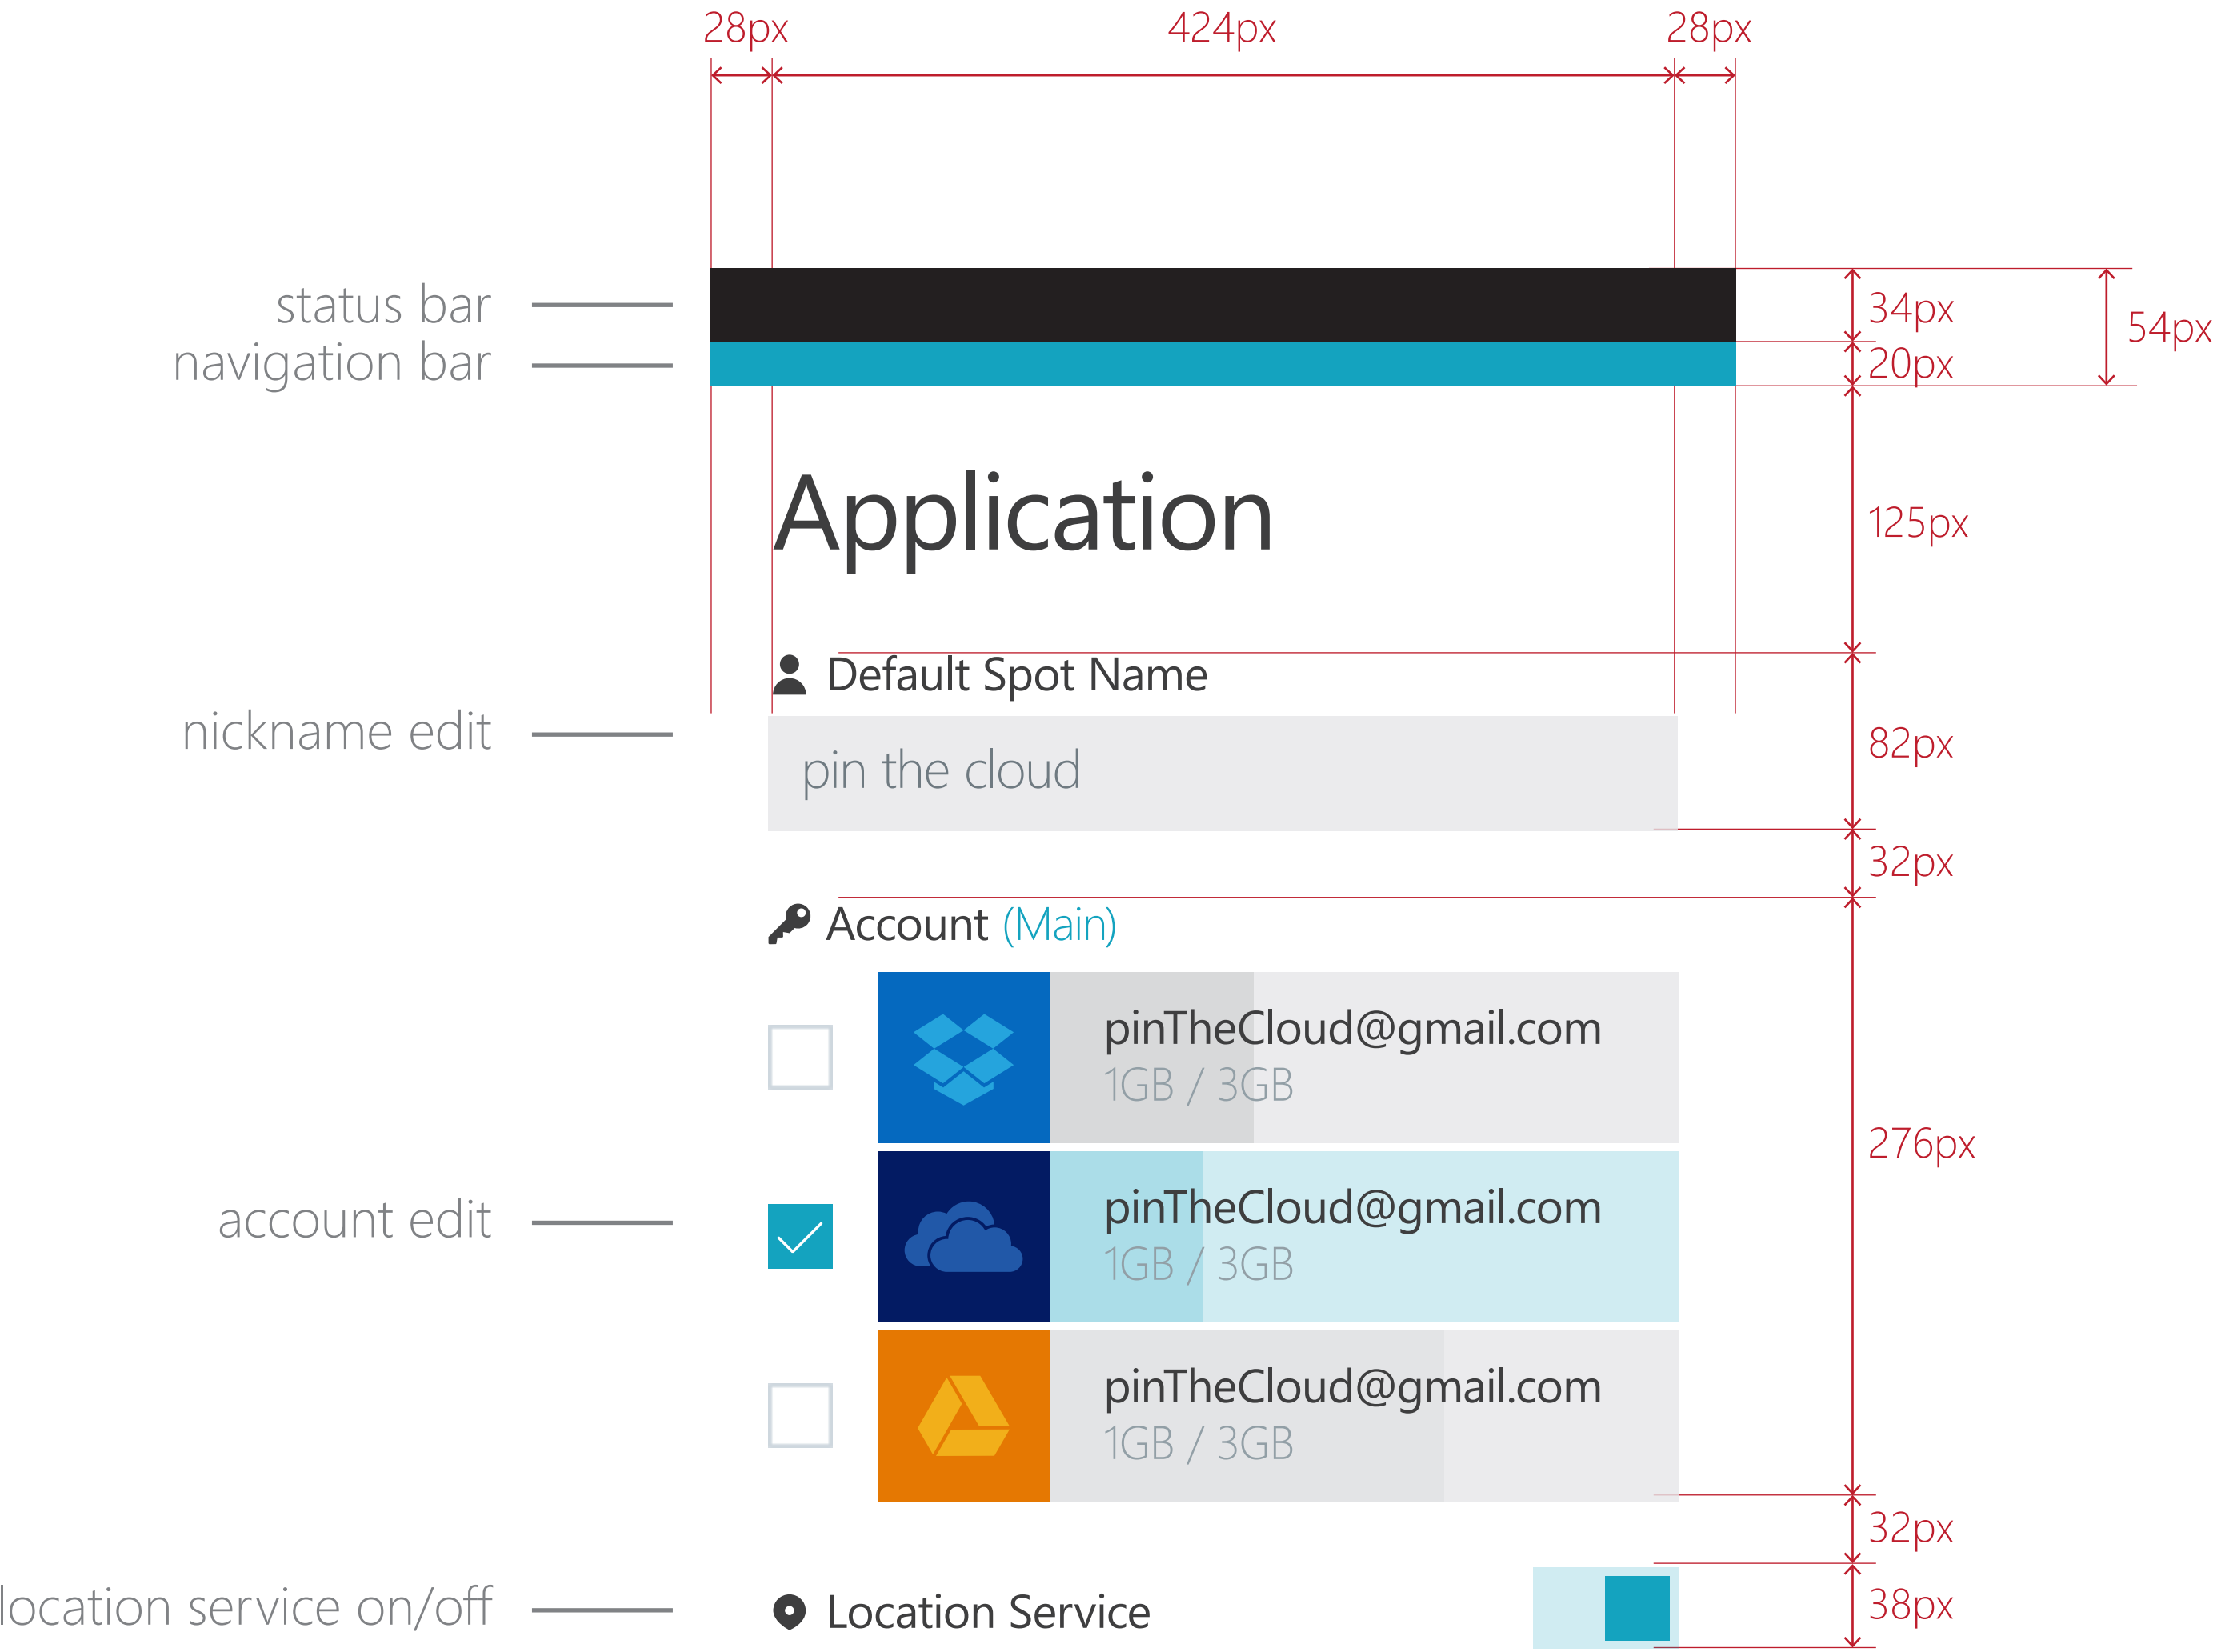 28px 424px 28px
status bar
34px
54px
navigation bar
20px
Application
125px
Default Spot Name
nickname edit
82px
pin the cloud
32px
Account (Main)
pinTheCloud@gmail.com
1GB / 3GB
276px
account edit
pinTheCloud@gmail.com
1GB / 3GB
pinTheCloud@gmail.com
1GB / 3GB
32px
location service on/off
Location Service
38px